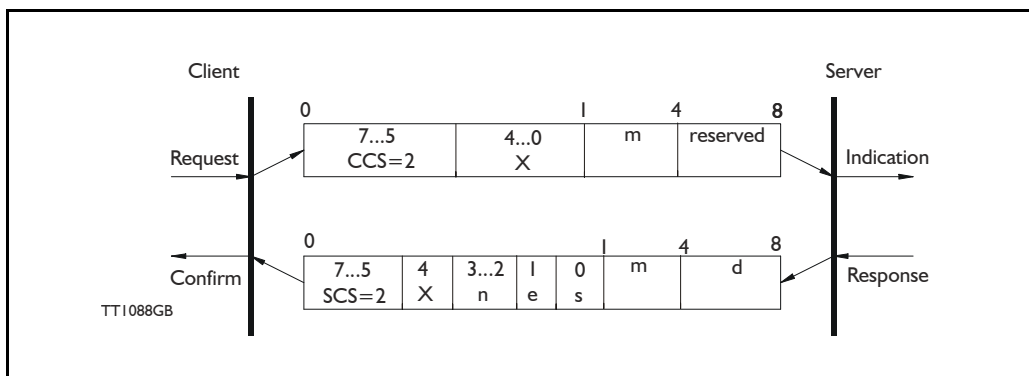 Client
Server
0
1
4
8
7...5
4...0
m
reserved
CCS=2
X
Request
Indication
0
1
4
8
7...5
4
3...2
1
0
m
d
SCS=2
X
n
e
s
Confirm
Response
TT1088GB